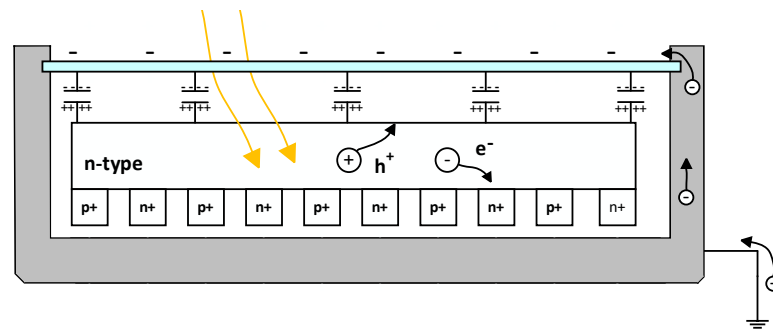 - - - - - - - -
-- -- -- -- -- -- -- -- -- --
++ ++ ++ ++ ++ ++ ++ ++ ++ ++
-
n-type + h+ - e-
-
p+ n+ p+ n+ p+ n+ p+ n+ p+ n+